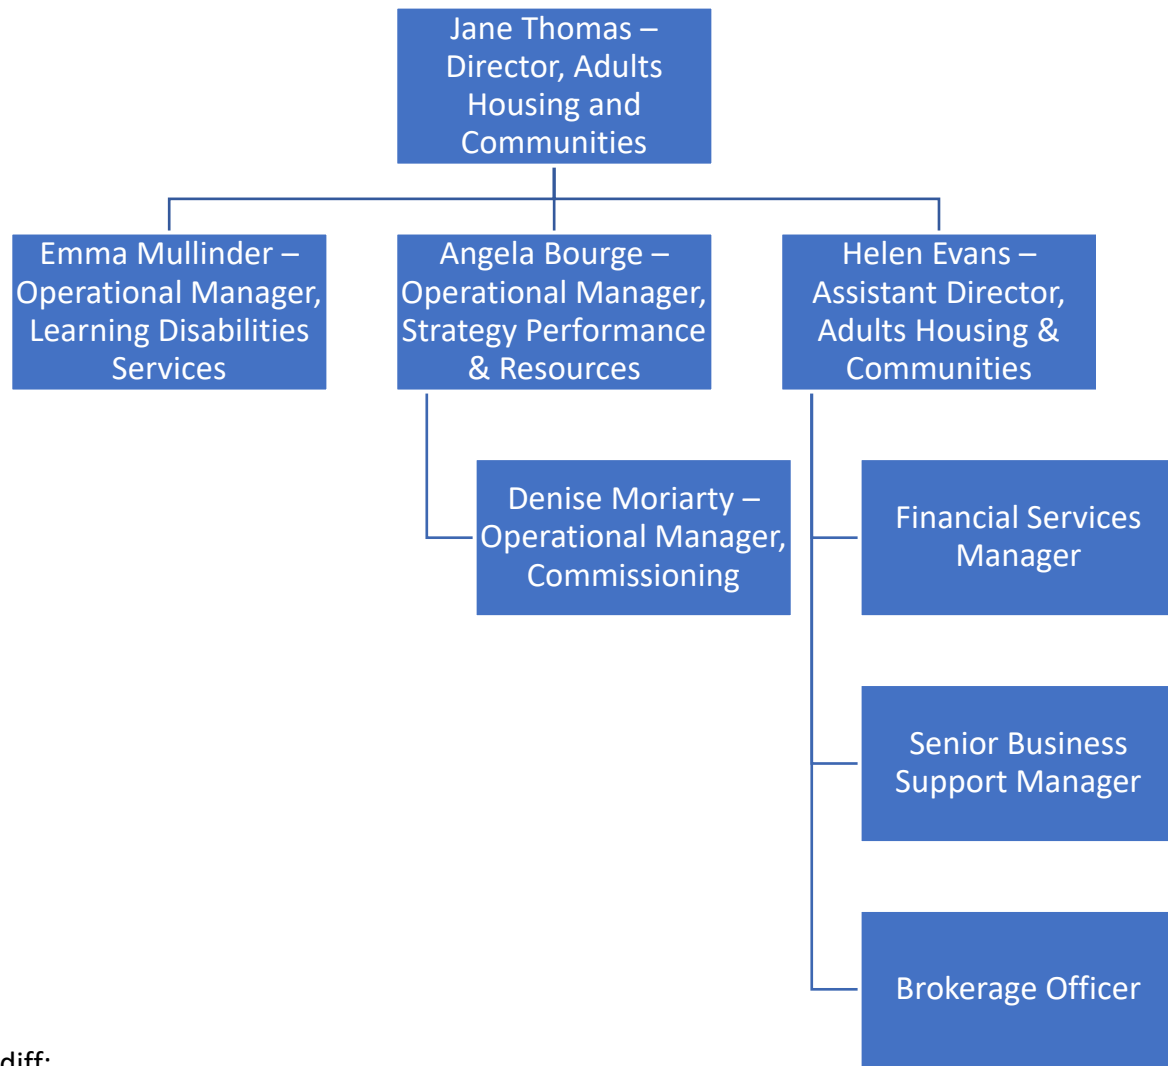 Jane Thomas –
Director, Adults
Housing and
Communities
Emma Mullinder –
Operational Manager,
Learning Disabilities
Services
Angela Bourge –
Operational Manager,
Strategy Performance
& Resources
Helen Evans –
Assistant Director,
Adults Housing &
Communities
Denise Moriarty –
Operational Manager,
Commissioning
Financial Services
Manager
Senior Business
Support Manager
Brokerage Officer
diff: